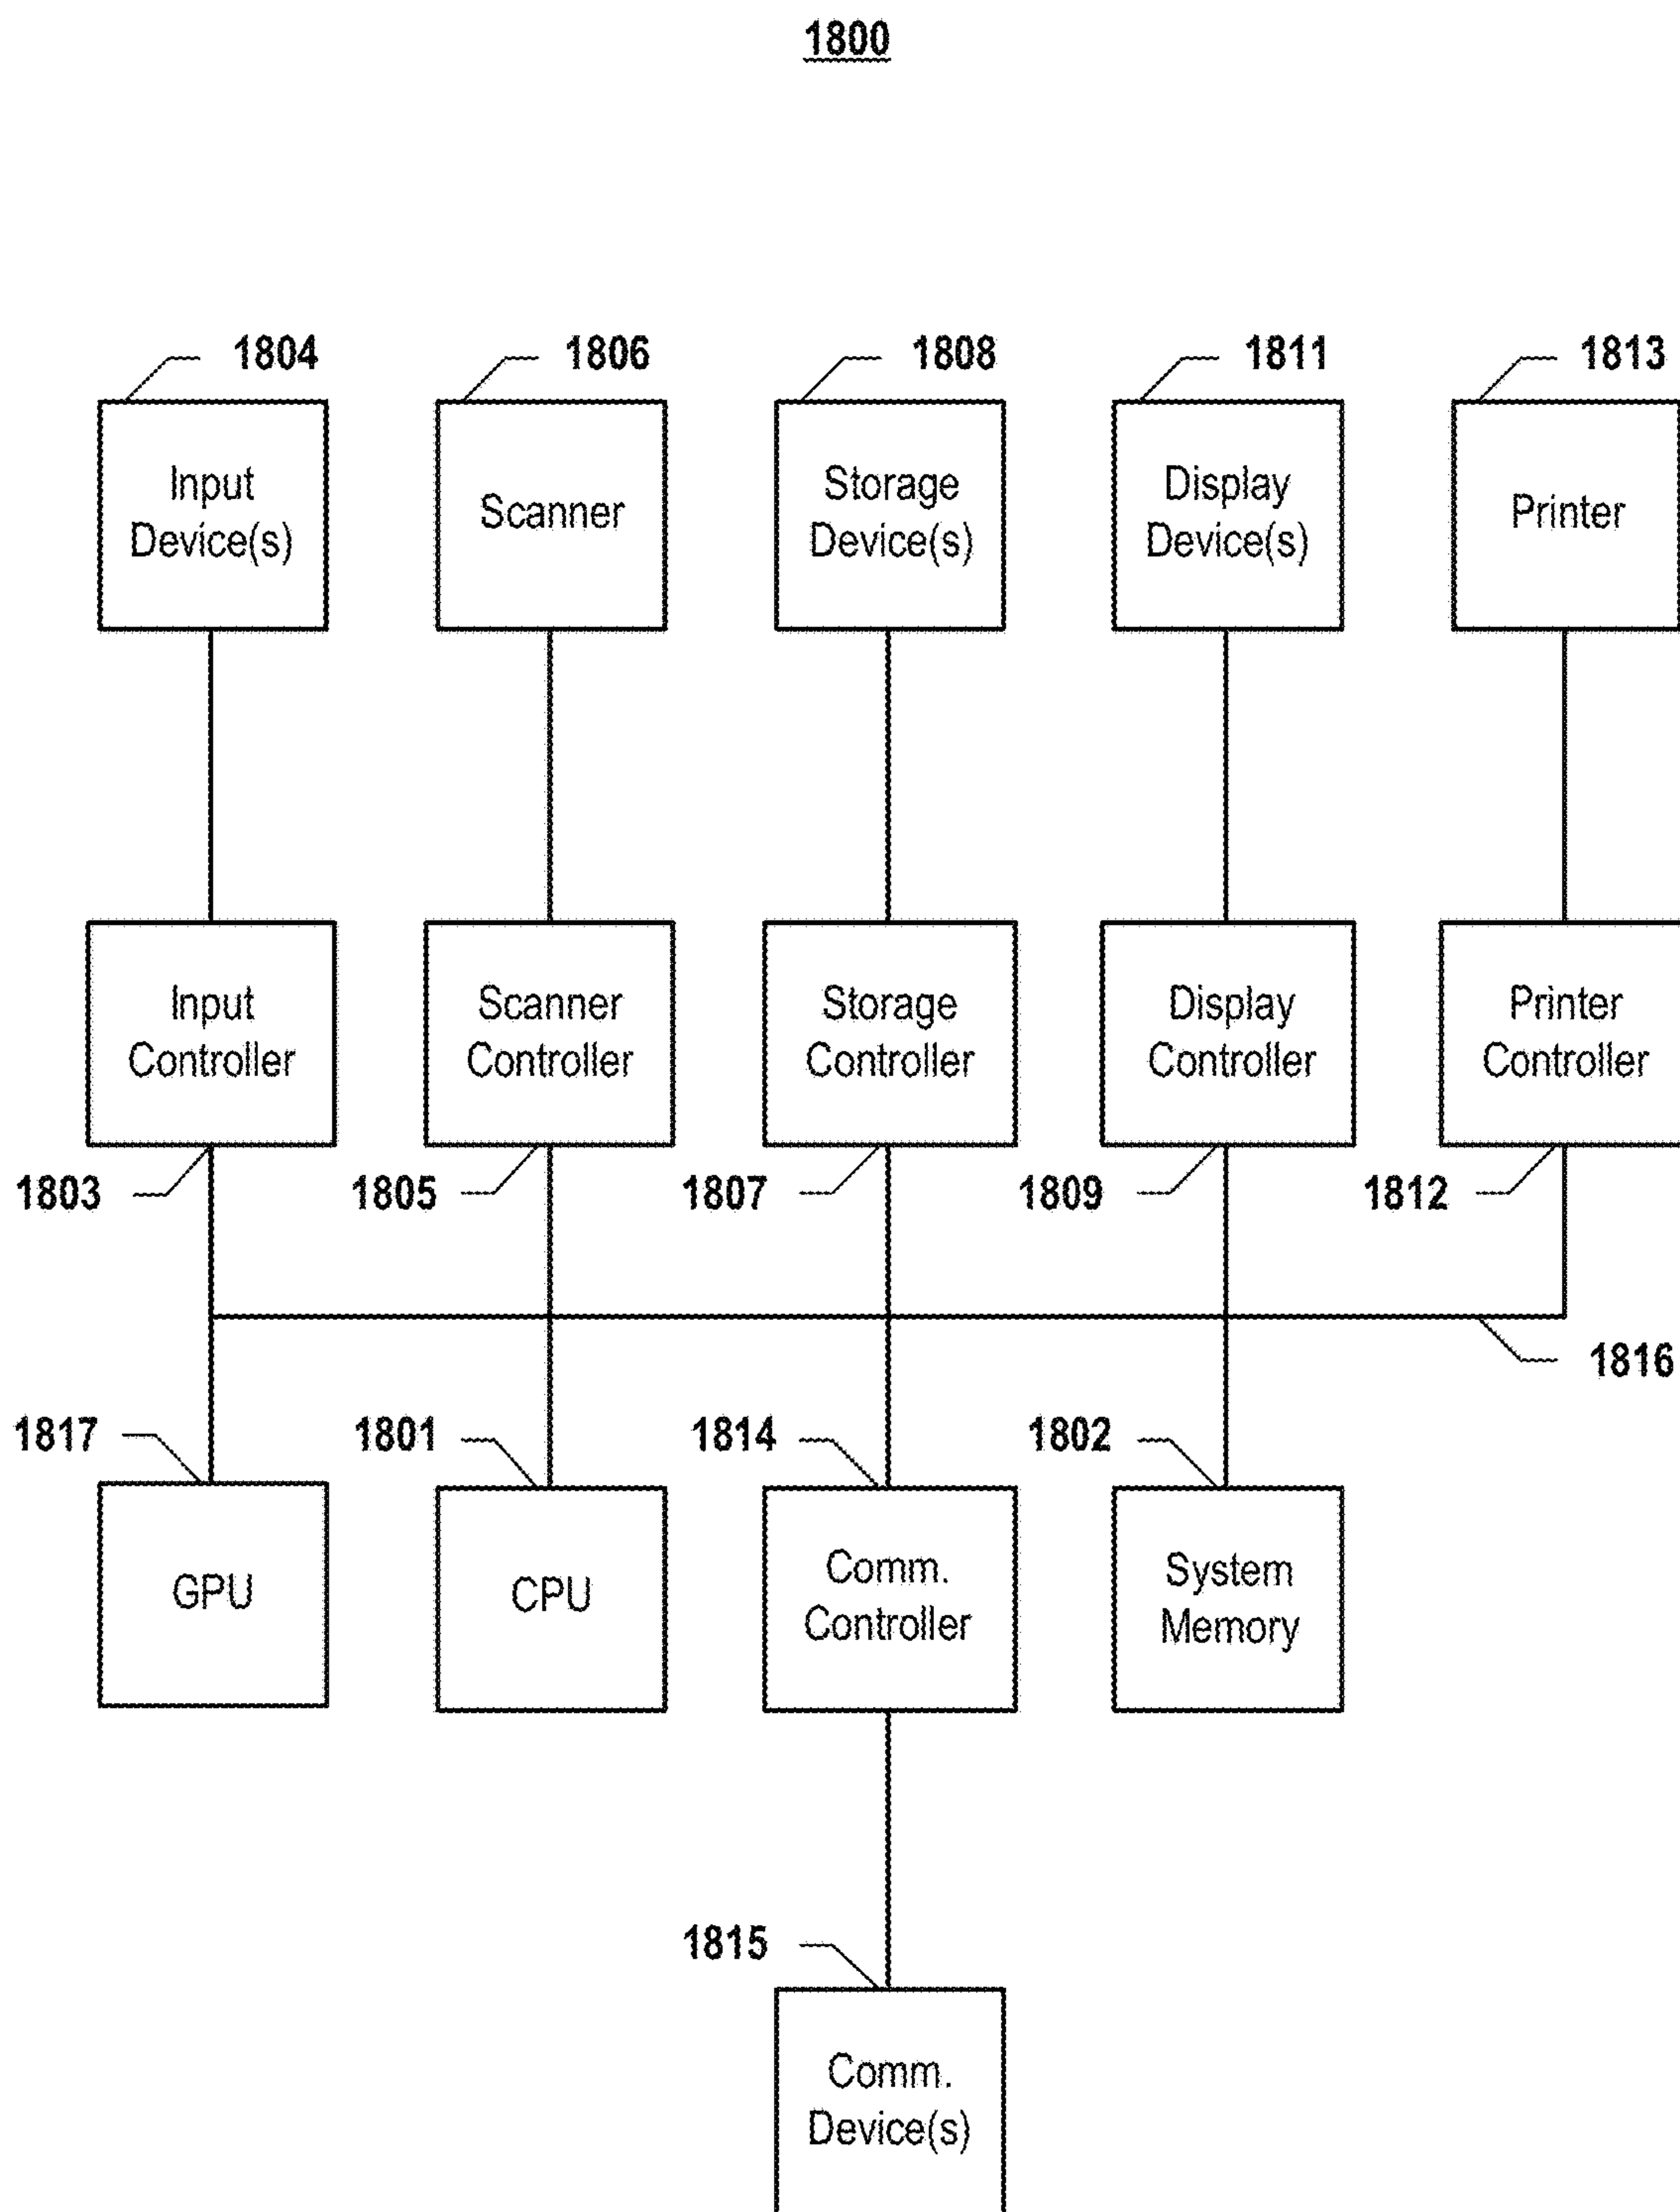 1800
1804
1806
1808
1811
1813
Input
Device(s)
Scanner
Storage
Device(s)
Display
Device(s)
Printer
Input
Controller
Scanner
Controller
Storage
Controller
Display
Controller
Printer
Controller
1803
1805
1807
1809
1812
1816
1817
1801
1814
1802
GPU
CPU
Comm.
Controller
System
Memory
1815
Comm.
Device(s)